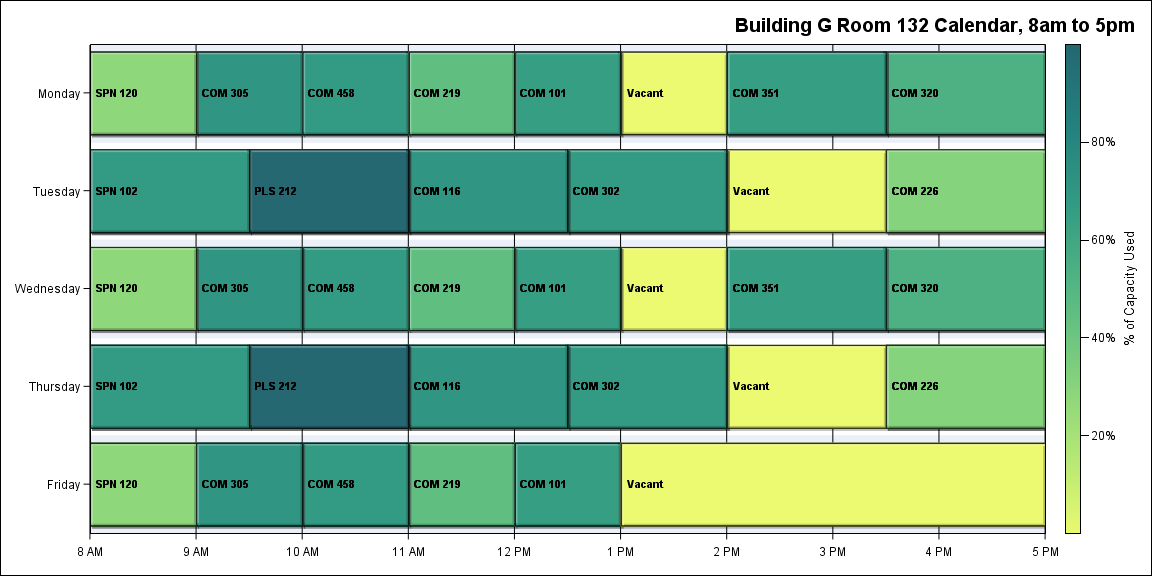 Building G Room 132 Calendar, 8am to 5pm
Monday
SPN 120
COM 305
COM 458
COM 219
COM 101
Vacant
COM 351
COM 320
Tuesday
SPN 102
PLS 212
COM 116
COM 302
Vacant
COM 226
Wednesday
SPN 120
COM 305
COM 458
COM 219
COM 101
Vacant
COM 351
COM 320
Thursday
SPN 102
PLS 212
COM 116
COM 302
Vacant
COM 226
Friday
SPN 120
COM 305
COM 458
COM 219
COM 101
Vacant
8 AM
9 AM
10 AM
11 AM
12 PM
1 PM
2 PM
3 PM
4 PM
5 PM
80%
60%
40%
20%
% of Capacity Used